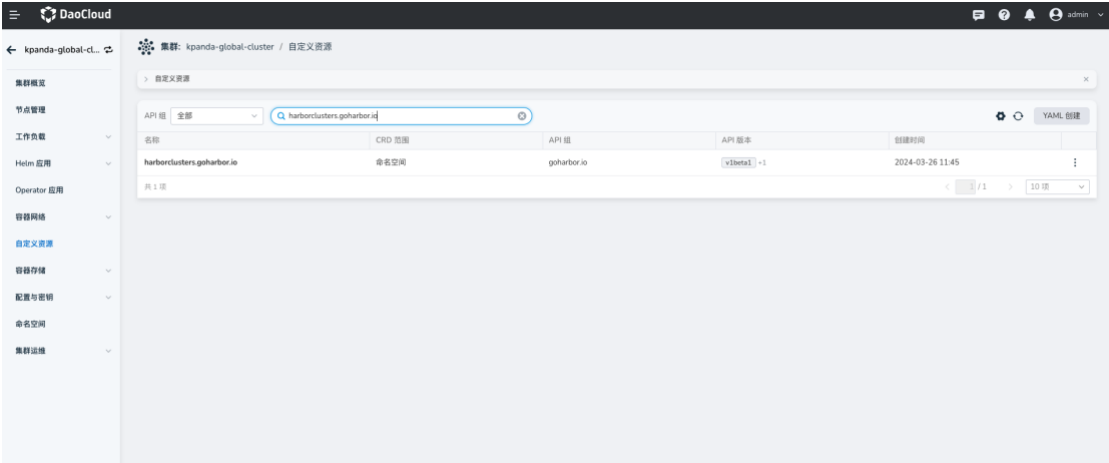 DaoCloud
admin
kpanda-global-cl...
集群: kpanda-global-cluster / 自定义资源
集群概览
节点管理
工作负载
Helm 应用
Operator 应用
容器网络
自定义资源
容器存储
配置与密钥
命名空间
集群运维
自定义资源
API 组 全部 harborclusters.goharbor.io YAML 创建
名称 CRD 范围 API 组 API 版本 创建时间
harborclusters.goharbor.io 命名空间 goharbor.io v1beta1 +1 2024-03-26 11:45
共 1 项 1 / 1 10 项